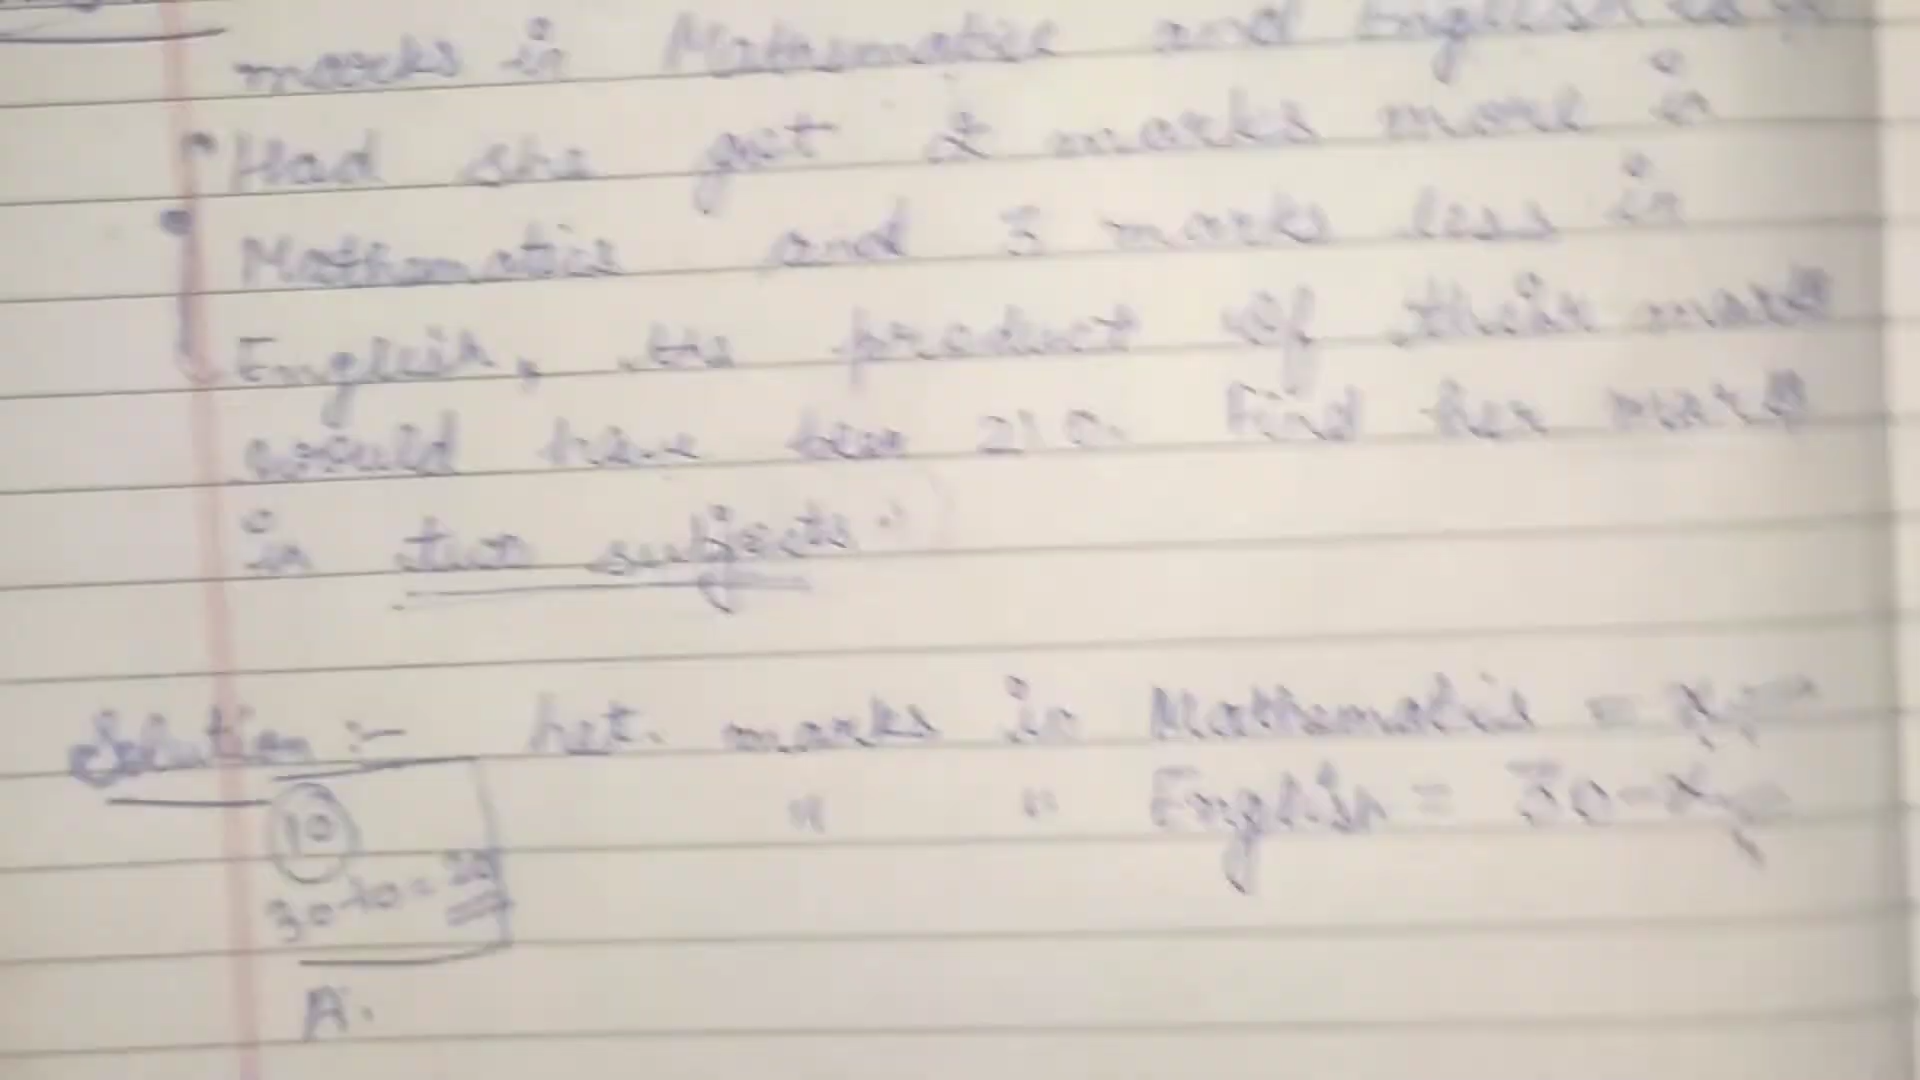 marks in Mathematics and English is
Had she got 2 marks more in
Mathematics and 3 marks less in
English, the product of their marks
would have been 210. Find her marks
in two subjects.
Solution :- Let marks in Mathematics = x
" " English = 30-x
10
30-10=20
A.